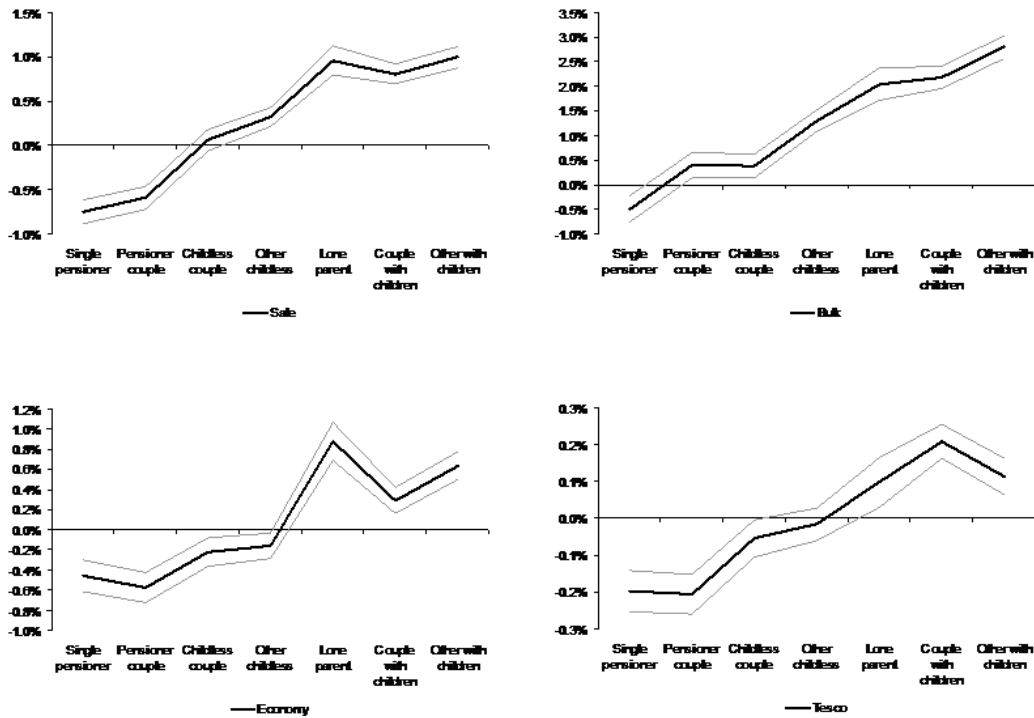 1.5%
1.0%
0.5%
0.0%
-0.5%
-1.0%
Single pensioner
Pensioner couple
Childless couple
Other childless
Lone parent
Couple with children
Other with children
Sale
3.5%
3.0%
2.5%
2.0%
1.5%
1.0%
0.5%
0.0%
-0.5%
-1.0%
Single pensioner
Pensioner couple
Childless couple
Other childless
Lone parent
Couple with children
Other with children
Bulk
1.2%
1.0%
0.8%
0.6%
0.4%
0.2%
0.0%
-0.2%
-0.4%
-0.6%
-0.8%
-1.0%
Single pensioner
Pensioner couple
Childless couple
Other childless
Lone parent
Couple with children
Other with children
Economy
0.3%
0.2%
0.1%
0.0%
-0.1%
-0.2%
-0.3%
Single pensioner
Pensioner couple
Childless couple
Other childless
Lone parent
Couple with children
Other with children
Tesco